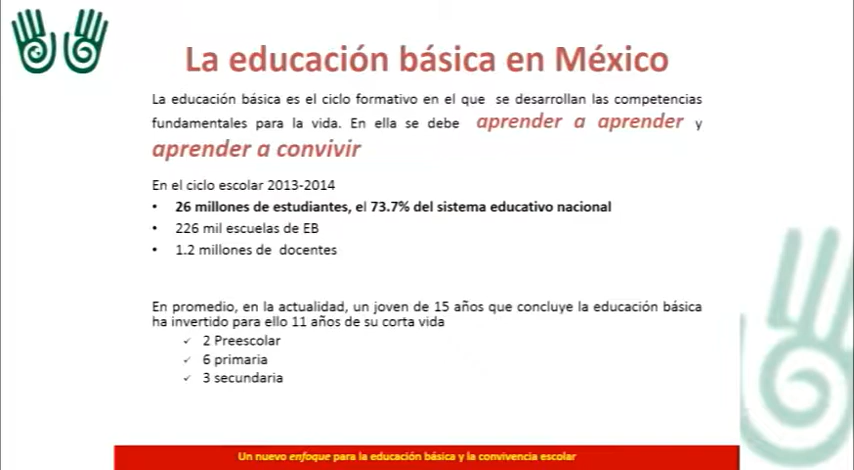 La educación básica en México
La educación básica es el ciclo formativo en el que se desarrollan las competencias
fundamentales para la vida. En ella se debe aprender a aprender y
aprender a convivir
En el ciclo escolar 2013-2014
• 26 millones de estudiantes, el 73.7% del sistema educativo nacional
• 226 mil escuelas de EB
• 1.2 millones de docentes
En promedio, en la actualidad, un joven de 15 años que concluye la educación básica
ha invertido para ello 11 años de su corta vida
✓ 2 Preescolar
✓ 6 primaria
✓ 3 secundaria
Un nuevo enfoque para la educación básica y la convivencia escolar